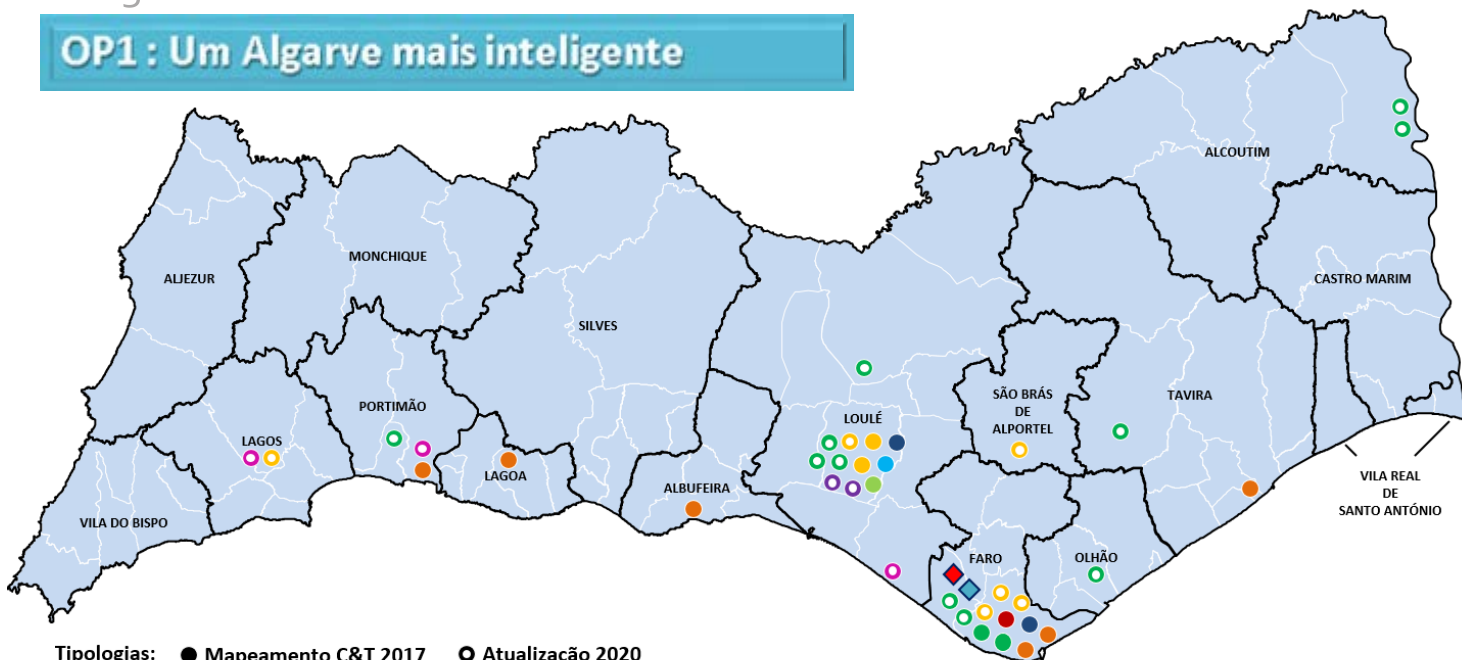 OP1 : Um Algarve mais inteligente
ALCOUTIM
ALJEZUR
MONCHIQUE
CASTRO MARIM
SILVES
SÃO BRÁS
DE
ALPORTEL
TAVIRA
PORTIMÃO
LOULÉ
LAGOS
LAGOA
ALBUFEIRA
VILA REAL
DE
SANTO ANTÓNIO
VILA DO BISPO
FARO
OLHÃO
Tipologias: Mapeamento C&T 2017 Atualização 2020